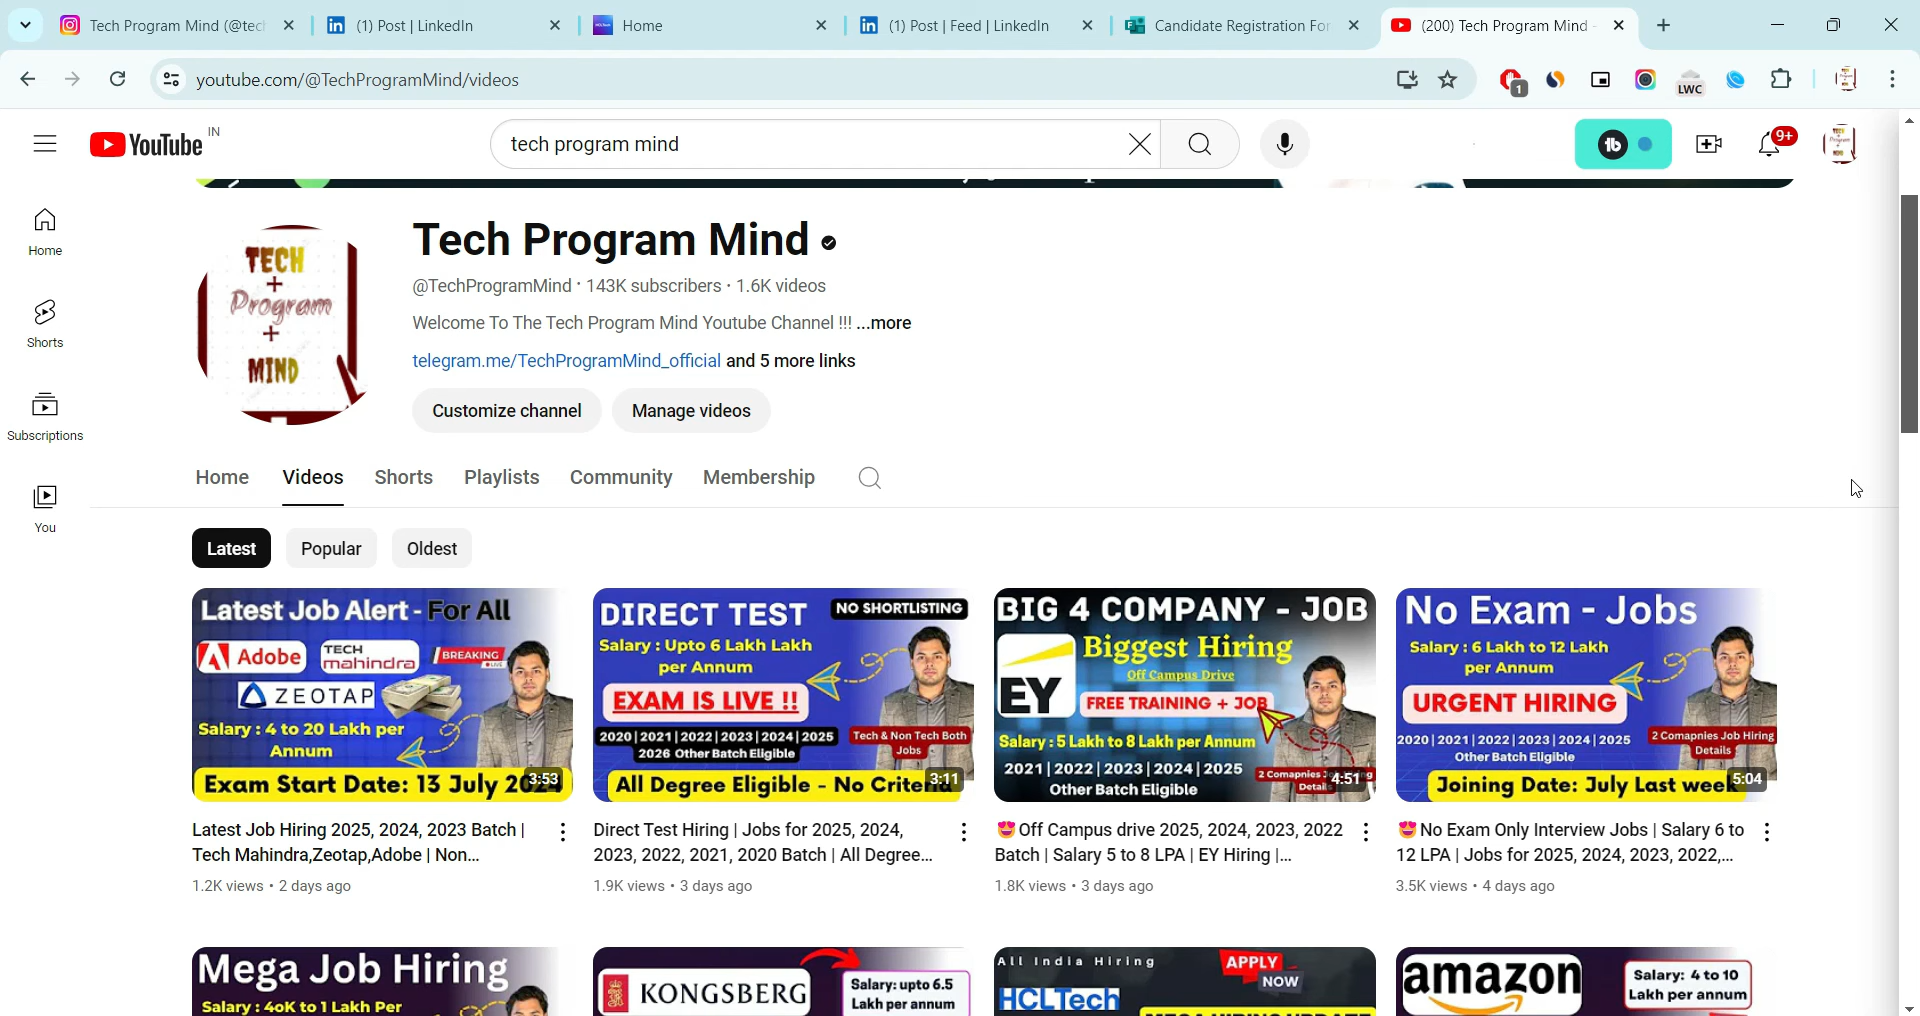 Tech Program Mind (@tec
(1) Post | LinkedIn
Home
(1) Post | Feed | LinkedIn
Candidate Registration For
(200) Tech Program Mind -
youtube.com/@TechProgramMind/videos
1
LWC
YouTube IN
tech program mind
9+
Home
Shorts
Subscriptions
You
TECH
+
Program
+
MIND
Tech Program Mind
@TechProgramMind · 143K subscribers · 1.6K videos
Welcome To The Tech Program Mind Youtube Channel !!! ...more
telegram.me/TechProgramMind_official and 5 more links
Customize channel
Manage videos
Home
Videos
Shorts
Playlists
Community
Membership
Latest
Popular
Oldest
Latest Job Alert - For All
Adobe
TECH
mahindra
BREAKING
LIVE
ZEOTAP
Salary : 4 to 20 Lakh per
Annum
Exam Start Date: 13 July 2024
3:53
Latest Job Hiring 2025, 2024, 2023 Batch |
Tech Mahindra,Zeotap,Adobe | Non...
1.2K views • 2 days ago
DIRECT TEST
NO SHORTLISTING
Salary : Upto 6 Lakh Lakh
per Annum
EXAM IS LIVE !!
2020|2021|2022|2023|2024|2025
2026 Other Batch Eligible
Tech & Non Tech Both
Jobs
All Degree Eligible - No Criteria
3:11
Direct Test Hiring | Jobs for 2025, 2024,
2023, 2022, 2021, 2020 Batch | All Degree...
1.9K views • 3 days ago
BIG 4 COMPANY - JOB
Biggest Hiring
Off Campus Drive
EY
FREE TRAINING + JOB
Salary : 5 Lakh to 8 Lakh per Annum
2021|2022|2023|2024|2025
Other Batch Eligible
2 Comapnies
Details
4:51
😍Off Campus drive 2025, 2024, 2023, 2022
Batch | Salary 5 to 8 LPA | EY Hiring |...
1.8K views • 3 days ago
No Exam - Jobs
Salary : 6 Lakh to 12 Lakh
per Annum
URGENT HIRING
2020|2021|2022|2023|2024|2025
Other Batch Eligible
2 Comapnies Job Hiring
Details
Joining Date: July Last week
5:04
😍No Exam Only Interview Jobs | Salary 6 to
12 LPA | Jobs for 2025, 2024, 2023, 2022,...
3.5K views • 4 days ago
Mega Job Hiring
Salary : 40K to 1 Lakh Per
KONGSBERG
Salary: upto 6.5
Lakh per annum
All India Hiring
APPLY
NOW
HCLTech
MEGA HIRING UPDATE
amazon
Salary: 4 to 10
Lakh per annum